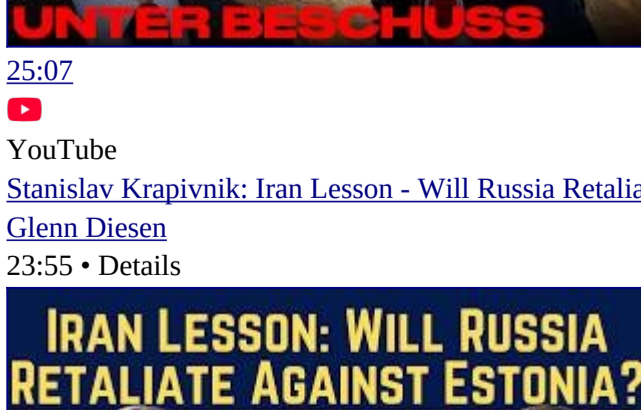 UNTER BESCHUSS
25:07
YouTube
Stanislav Krapivnik: Iran Lesson - Will Russia Retalia
Glenn Diesen
23:55 • Details
IRAN LESSON: WILL RUSSIA
RETALIATE AGAINST ESTONIA?